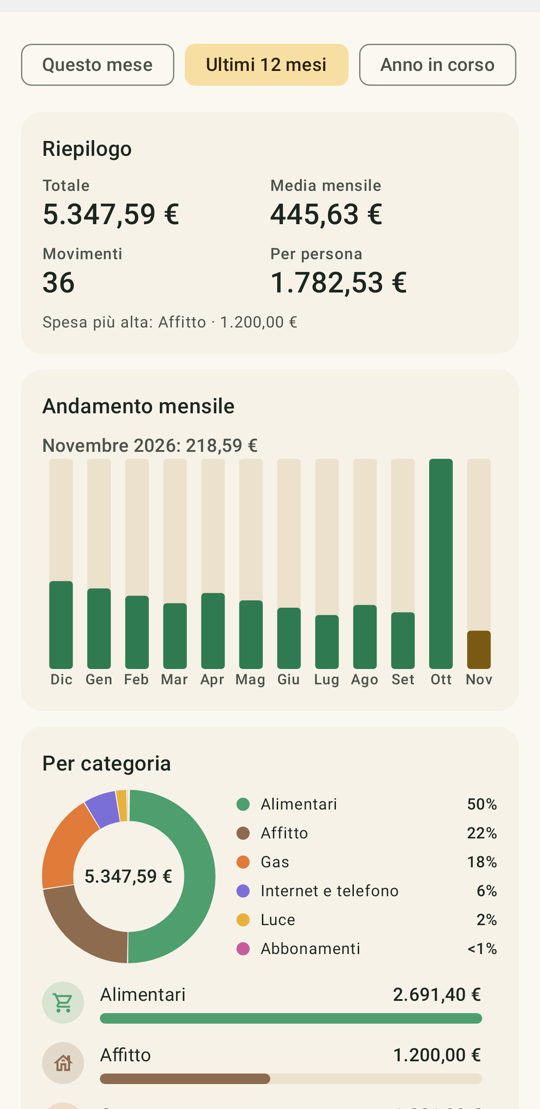 Questo mese
Ultimi 12 mesi
Anno in corso
Riepilogo
Totale
Media mensile
5.347,59 €
445,63 €
Movimenti
Per persona
36
1.782,53 €
Spesa più alta: Affitto · 1.200,00 €
Andamento mensile
Novembre 2026: 218,59 €
Dic Gen Feb Mar Apr Mag Giu Lug Ago Set Ott Nov
Per categoria
5.347,59 €
Alimentari 50%
Affitto 22%
Gas 18%
Internet e telefono 6%
Luce 2%
Abbonamenti <1%
Alimentari 2.691,40 €
Affitto 1.200,00 €